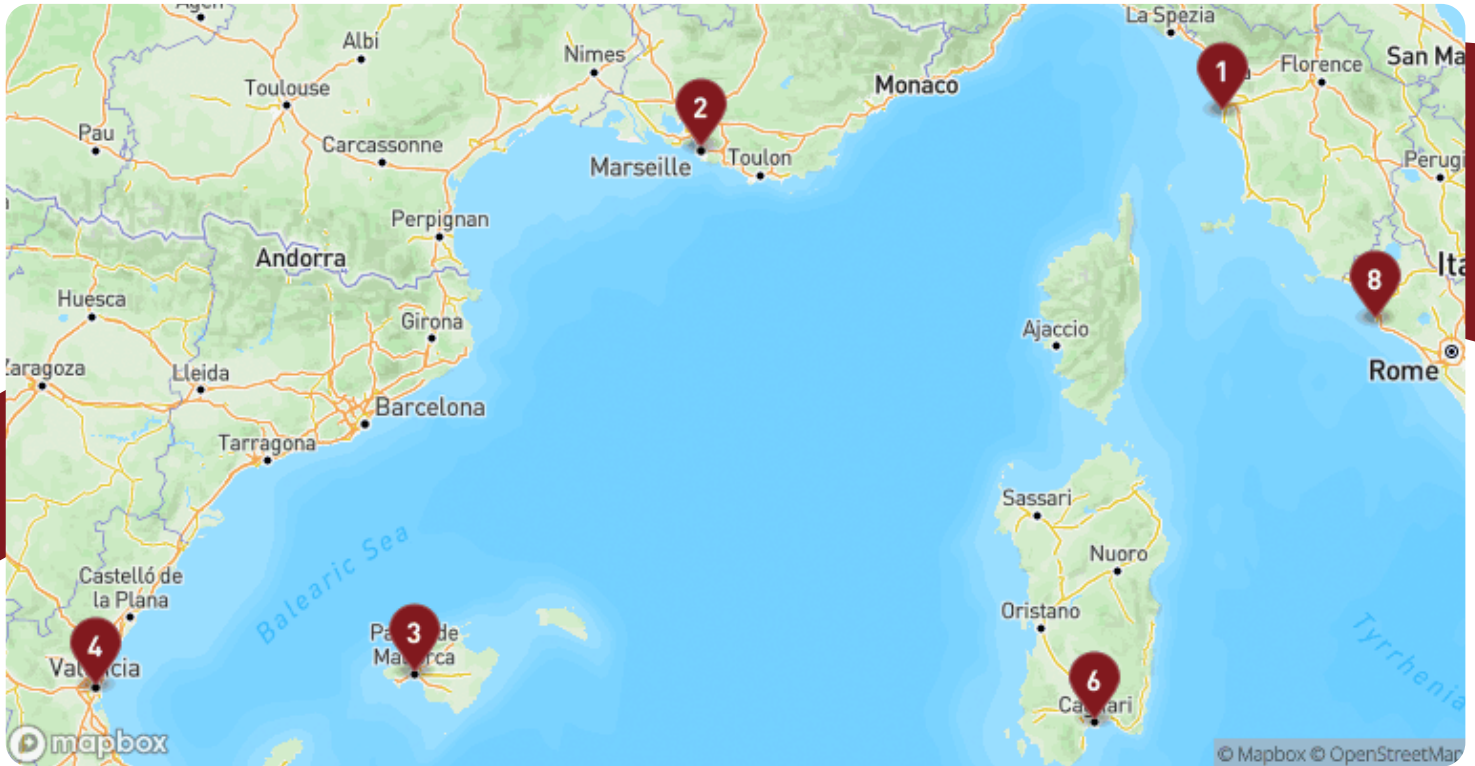 La Spezia
Albi
Nimes
1
Florence
San Ma
Toulouse
Monaco
2
Pau
Carcassonne
Marseille
Toulon
Perugi
Perpignan
Andorra
Ita
8
Huesca
Girona
Ajaccio
Zaragoza
Lleida
Rome
Barcelona
Tarragona
Sassari
Balearic Sea
Nuoro
Castelló de
la Plana
Oristano
3
4
Tyrrhenia
6
mapbox
© Mapbox © OpenStreetMap